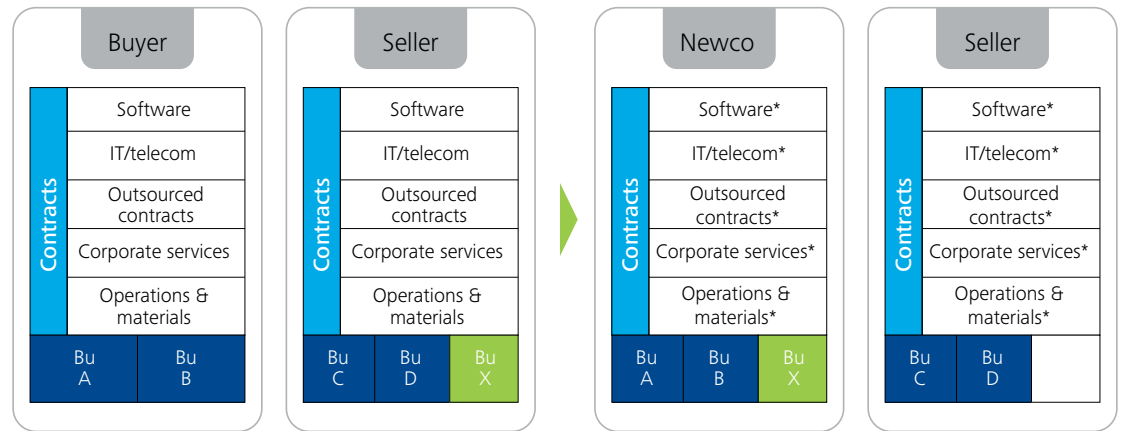 Buyer
Contracts
Software
IT/telecom
Outsourced
contracts
Corporate services
Operations &
materials
Bu
A
Bu
B
Seller
Contracts
Software
IT/telecom
Outsourced
contracts
Corporate services
Operations &
materials
Bu
C
Bu
D
Bu
X
Newco
Contracts
Software*
IT/telecom*
Outsourced
contracts*
Corporate services*
Operations &
materials*
Bu
A
Bu
B
Bu
X
Seller
Contracts
Software*
IT/telecom*
Outsourced
contracts*
Corporate services*
Operations &
materials*
Bu
C
Bu
D